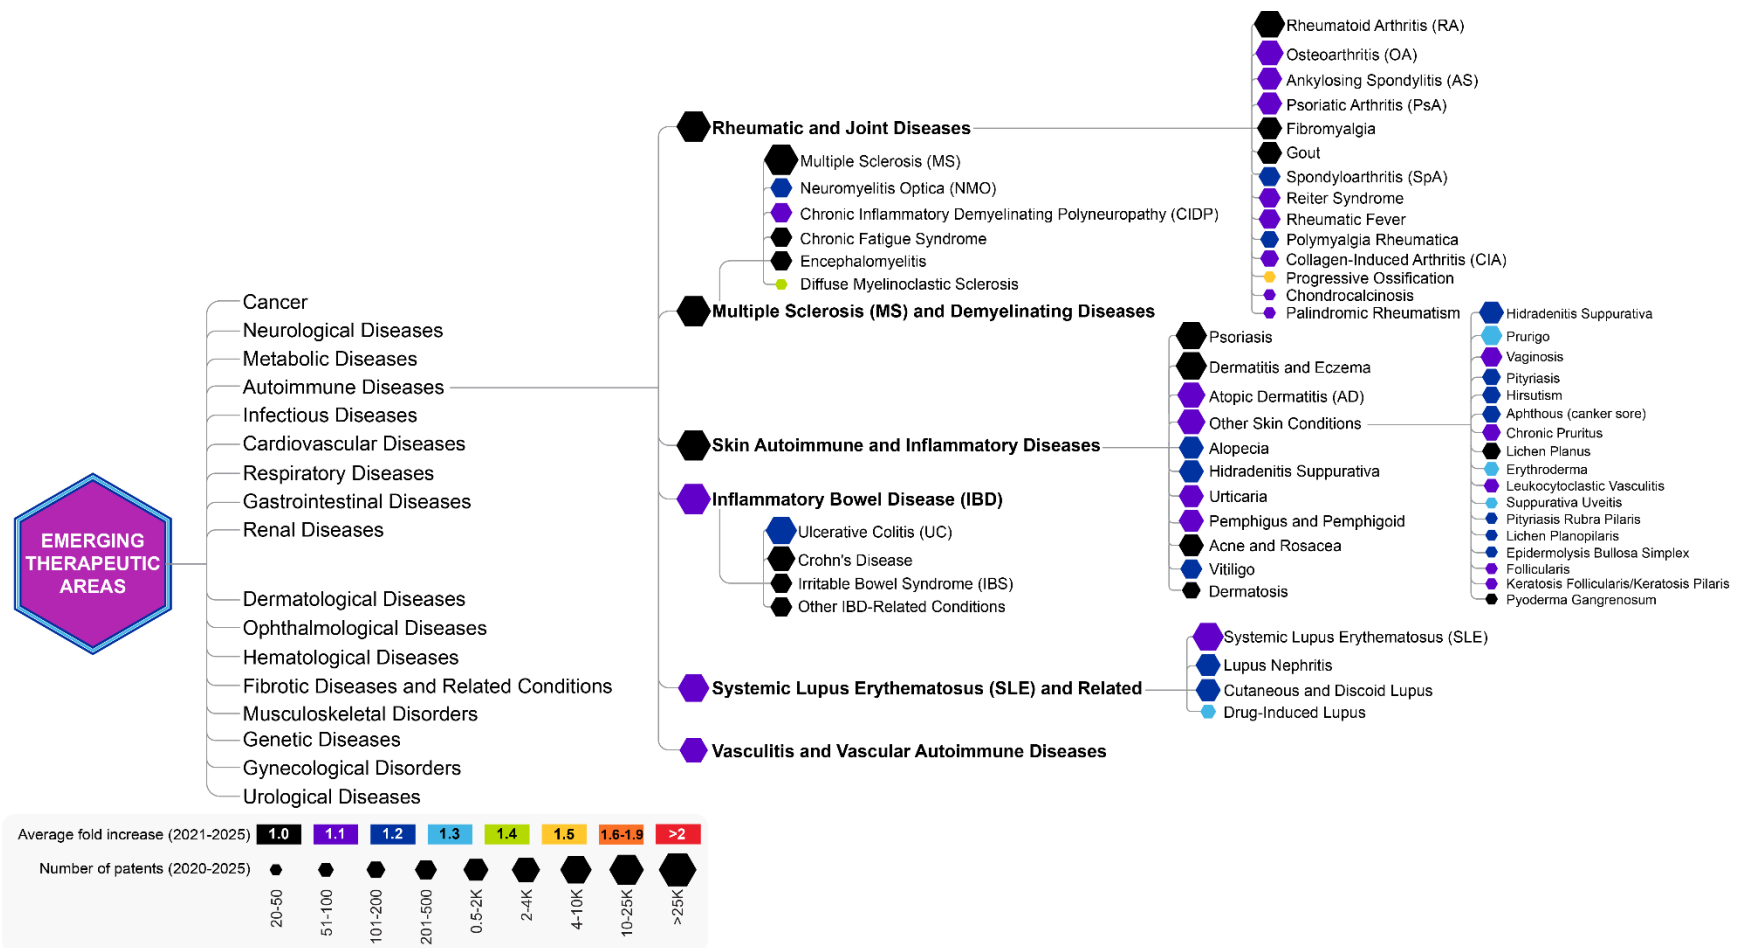 EMERGING
THERAPEUTIC
AREAS
Cancer
Neurological Diseases
Metabolic Diseases
Autoimmune Diseases
Infectious Diseases
Cardiovascular Diseases
Respiratory Diseases
Gastrointestinal Diseases
Renal Diseases
Dermatological Diseases
Ophthalmological Diseases
Hematological Diseases
Fibrotic Diseases and Related Conditions
Musculoskeletal Disorders
Genetic Diseases
Gynecological Disorders
Urological Diseases
Rheumatic and Joint Diseases
Rheumatoid Arthritis (RA)
Osteoarthritis (OA)
Ankylosing Spondylitis (AS)
Psoriatic Arthritis (PsA)
Fibromyalgia
Gout
Spondyloarthritis (SpA)
Reiter Syndrome
Rheumatic Fever
Polymyalgia Rheumatica
Collagen-Induced Arthritis (CIA)
Progressive Ossification
Chondrocalcinosis
Palindromic Rheumatism
Multiple Sclerosis (MS)
Neuromyelitis Optica (NMO)
Chronic Inflammatory Demyelinating Polyneuropathy (CIDP)
Chronic Fatigue Syndrome
Encephalomyelitis
Diffuse Myelinoclastic Sclerosis
Multiple Sclerosis (MS) and Demyelinating Diseases
Skin Autoimmune and Inflammatory Diseases
Psoriasis
Dermatitis and Eczema
Atopic Dermatitis (AD)
Other Skin Conditions
Alopecia
Hidradenitis Suppurativa
Urticaria
Pemphigus and Pemphigoid
Acne and Rosacea
Vitiligo
Dermatosis
Hidradenitis Suppurativa
Prurigo
Vaginosis
Pityriasis
Hirsutism
Aphthous (canker sore)
Chronic Pruritus
Lichen Planus
Erythroderma
Leukocytoclastic Vasculitis
Suppurativa Uveitis
Pityriasis Rubra Pilaris
Lichen Planopilaris
Epidermolysis Bullosa Simplex
Follicularis
Keratosis Follicularis/Keratosis Pilaris
Pyoderma Gangrenosum
Inflammatory Bowel Disease (IBD)
Ulcerative Colitis (UC)
Crohn's Disease
Irritable Bowel Syndrome (IBS)
Other IBD-Related Conditions
Systemic Lupus Erythematosus (SLE) and Related
Systemic Lupus Erythematosus (SLE)
Lupus Nephritis
Cutaneous and Discoid Lupus
Drug-Induced Lupus
Vasculitis and Vascular Autoimmune Diseases
Average fold increase (2021-2025) 1.0 1.1 1.2 1.3 1.4 1.5 1.6-1.9 >2
Number of patents (2020-2025)
20-50
51-100
101-200
201-500
0.5-2K
2-4K
4-10K
10-25K
>25K